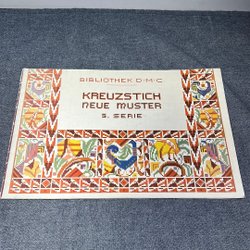 BIBLIOTHEK D·M·C
KREUZSTICH
NEUE MUSTER
5. SERIE